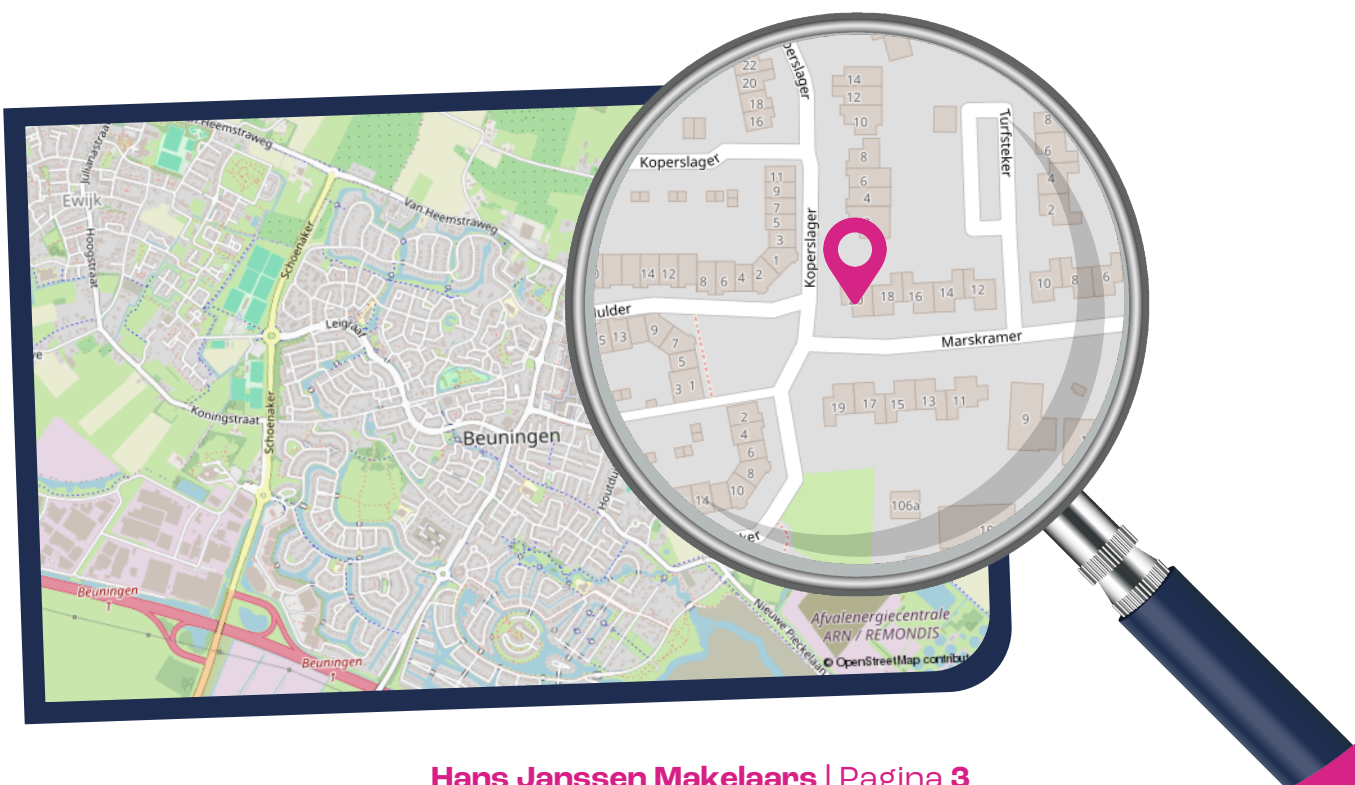 Van Heemstraweg
Ewijk
Hoogstraat
Schoenaker
Van Heemstraweg
Leigraaf
Koningstraat
Schoenaker
Beuningen
Beuningen
1
Beuningen
1
Nieuwe Pieckelaan
Afvalenergiecentrale
ARN / REMONDIS
© OpenStreetMap contribu
22
20
18
16
14
12
10
Koperslager
8
6
4
11
9
7
5
3
1
Koperslager
Turfsteker
8
6
4
2
14 12
8 6 4 2
18 16 14 12
10 8 6
Marskramer
5 13 9
7
5
3 1
19 17 15 13 11
9
2
4
6
8
10
14
106a
Hans Janssen Makelaars | Pagina 3